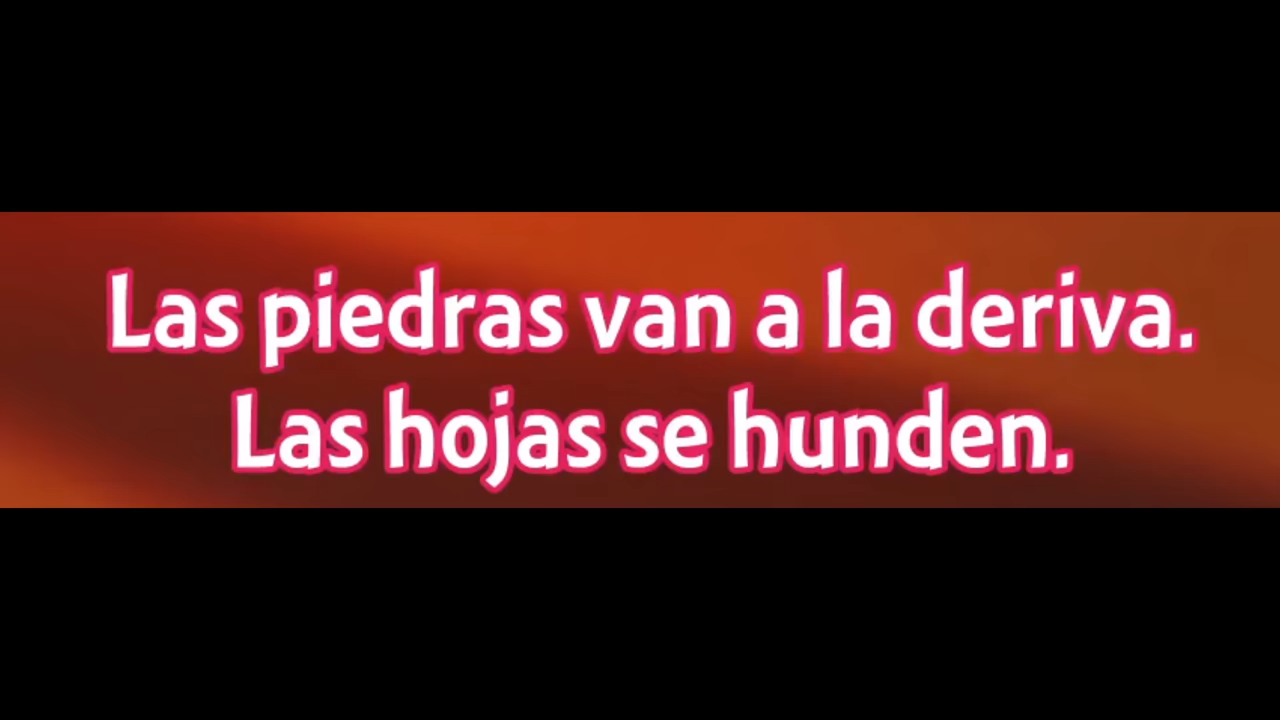 Las piedras van a la deriva.
Las hojas se hunden.